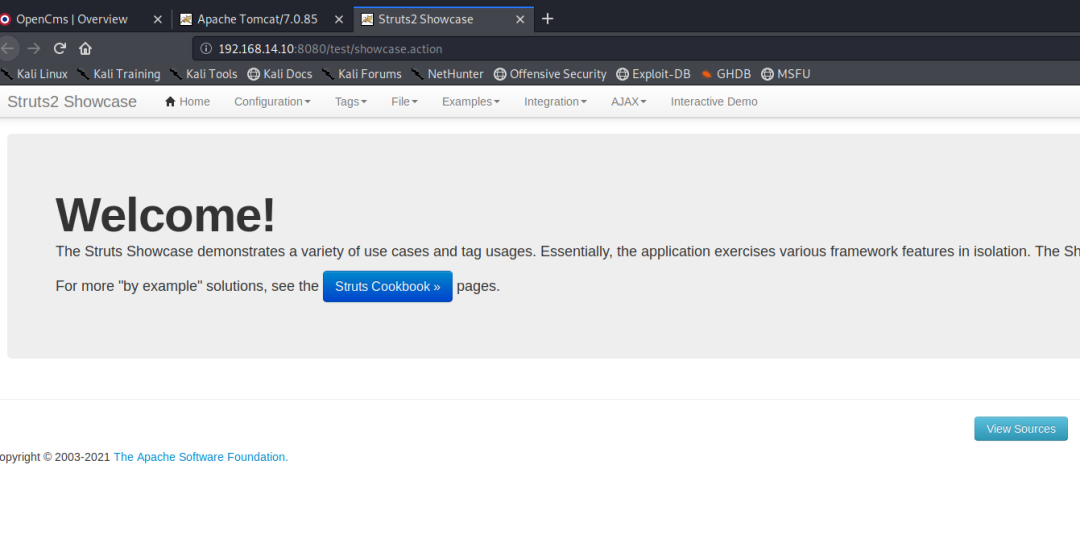 OpenCms | Overview Apache Tomcat/7.0.85 Struts2 Showcase
192.168.14.10:8080/test/showcase.action
Kali Linux Kali Training Kali Tools Kali Docs Kali Forums NetHunter Offensive Security Exploit-DB GHDB MSFU
Struts2 Showcase Home Configuration Tags File Examples Integration AJAX Interactive Demo
Welcome!
The Struts Showcase demonstrates a variety of use cases and tag usages. Essentially, the application exercises various framework features in isolation. The Sh
For more "by example" solutions, see the Struts Cookbook » pages.
View Sources
opyright © 2003-2021 The Apache Software Foundation.